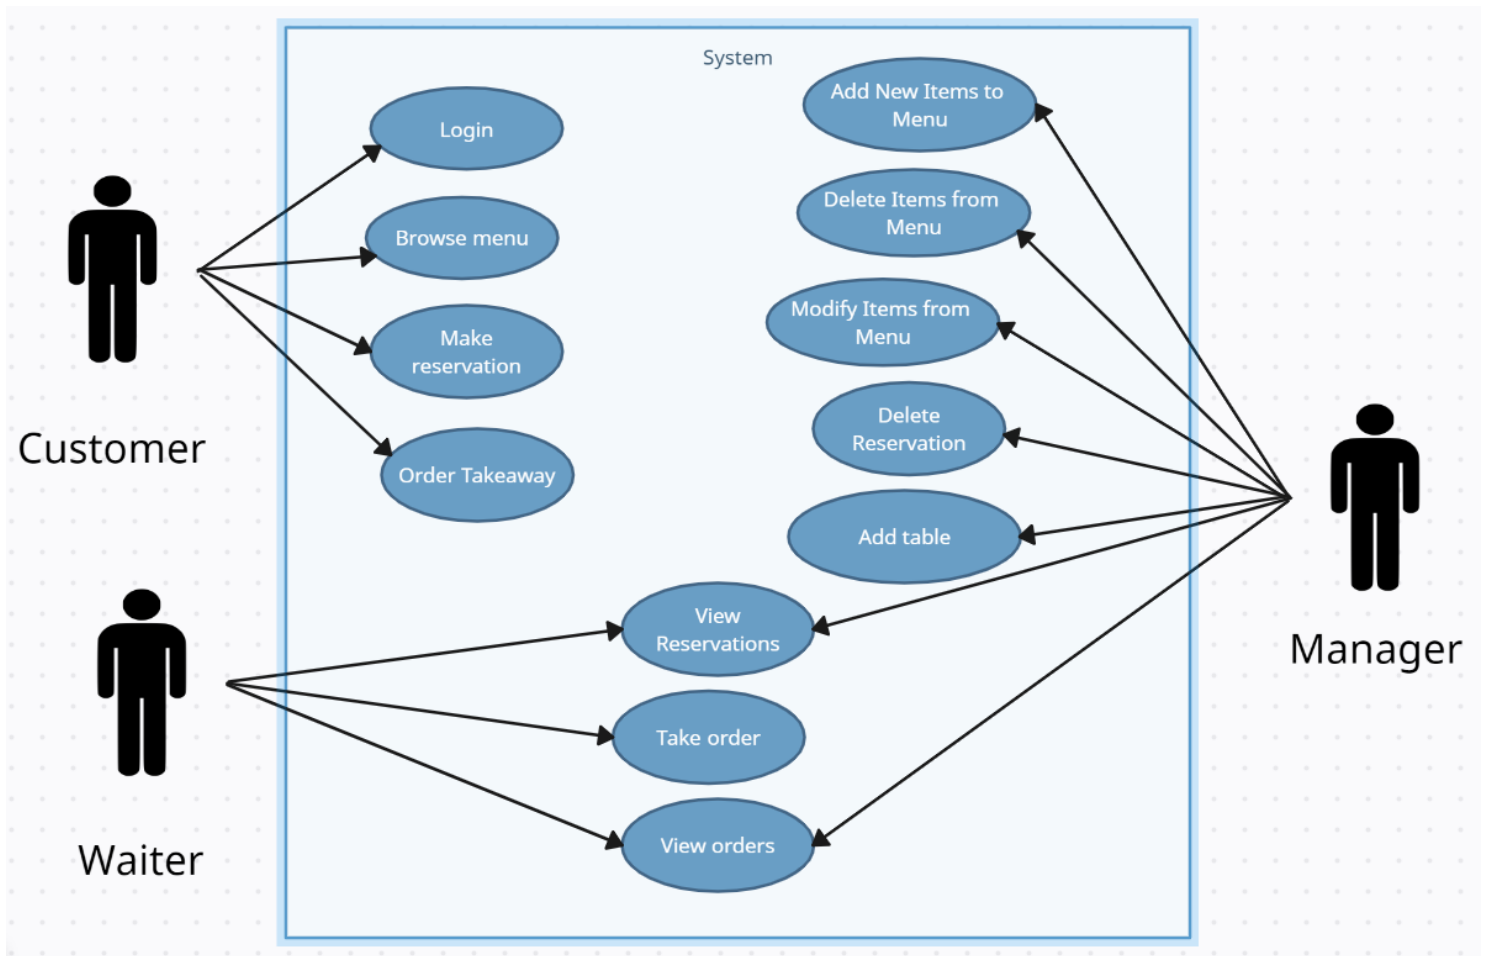 System
Login
Browse menu
Make
reservation
Order Takeaway
Add New Items to
Menu
Delete Items from
Menu
Modify Items from
Menu
Delete
Reservation
Add table
View
Reservations
Take order
View orders
Customer
Waiter
Manager